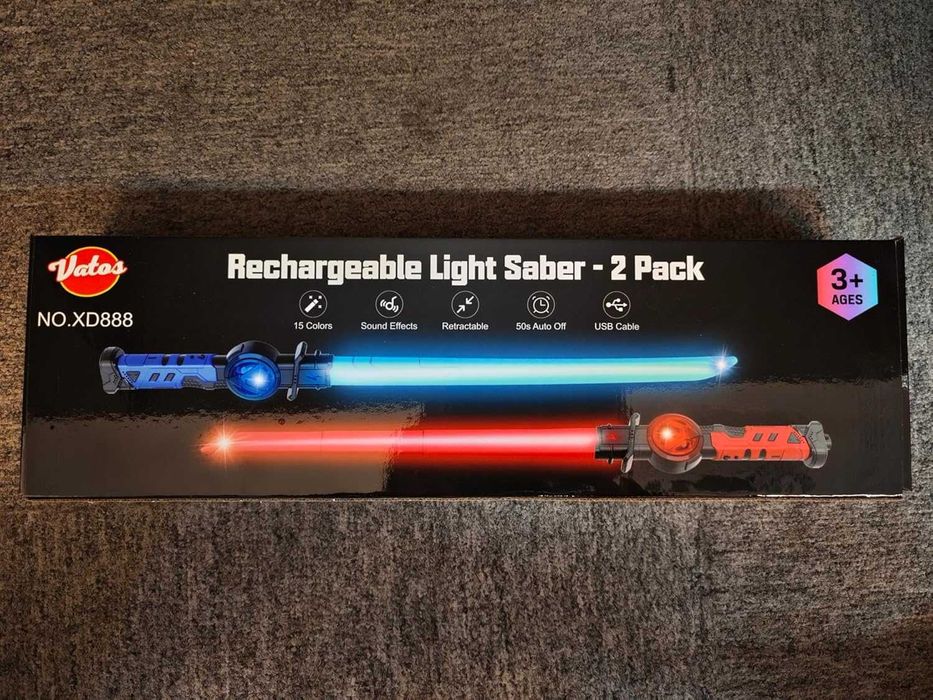 Vatos
NO.XD888
Rechargeable Light Saber - 2 Pack
15 Colors
Sound Effects
Retractable
50s Auto Off
USB Cable
3+
AGES